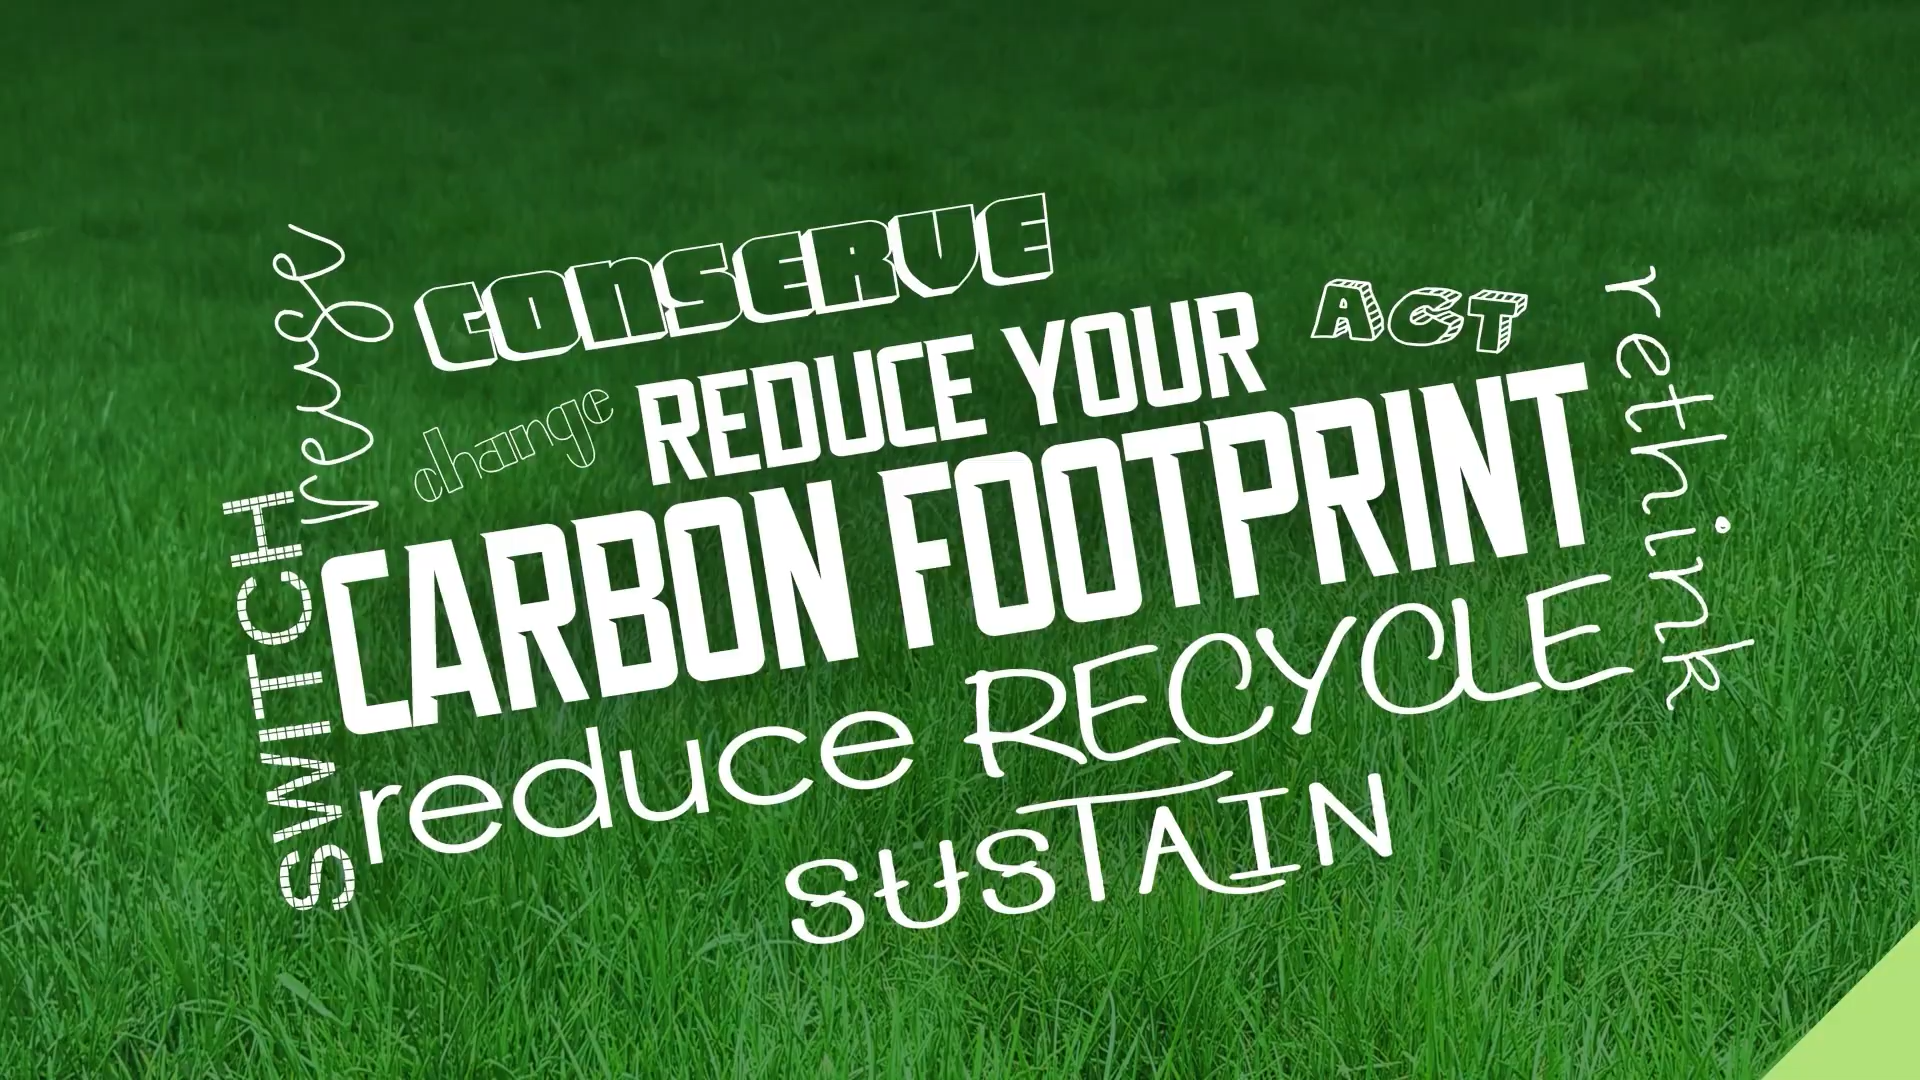 CONSERVE
reuse
ACT
rethink
change
REDUCE YOUR
CARBON FOOTPRINT
SWITCH
reduce
RECYCLE
SUSTAIN